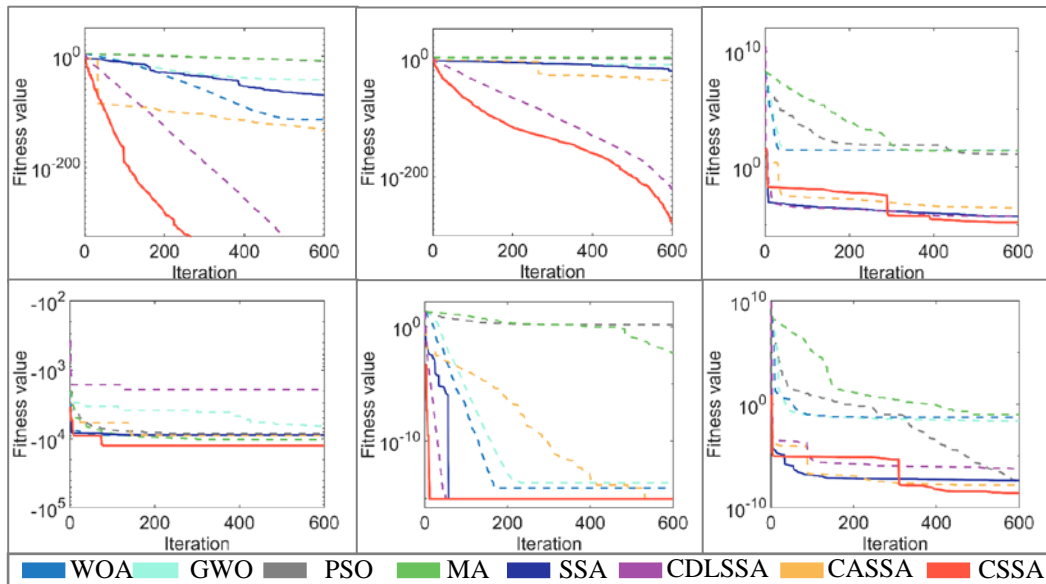 Fitness value
10^0
10^-200
0 200 400 600
Iteration
Fitness value
10^0
10^-200
0 200 400 600
Iteration
Fitness value
10^10
10^0
0 200 400 600
Iteration
Fitness value
-10^2
-10^3
-10^4
-10^5
0 200 400 600
Iteration
Fitness value
10^0
10^-10
0 200 400 600
Iteration
Fitness value
10^10
10^0
10^-10
0 200 400 600
Iteration
WOA GWO PSO MA SSA CDLSSA CASSA CSSA